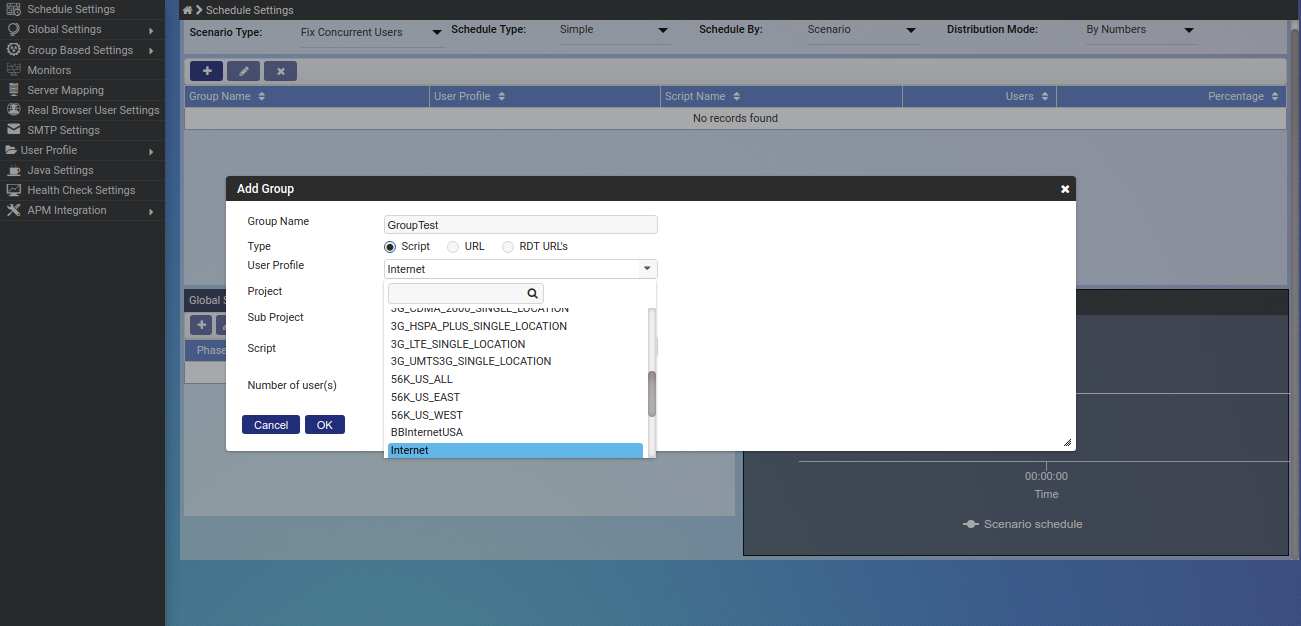 Schedule Settings
Global Settings
Group Based Settings
Monitors
Server Mapping
Real Browser User Settings
SMTP Settings
User Profile
Java Settings
Health Check Settings
APM Integration
Schedule Settings
Scenario Type: Fix Concurrent Users Schedule Type: Simple Schedule By: Scenario Distribution Mode: By Numbers
Group Name User Profile Script Name Users Percentage
No records found
Add Group
Group Name GroupTest
Type Script URL RDT URL's
User Profile Internet
Project
Sub Project
Script
Number of user(s)
3G_CDMA_2000_SINGLE_LOCATION
3G_HSPA_PLUS_SINGLE_LOCATION
3G_LTE_SINGLE_LOCATION
3G_UMTS3G_SINGLE_LOCATION
56K_US_ALL
56K_US_EAST
56K_US_WEST
BBInternetUSA
Internet
Cancel OK
Global S
Phase
00:00:00
Time
Scenario schedule